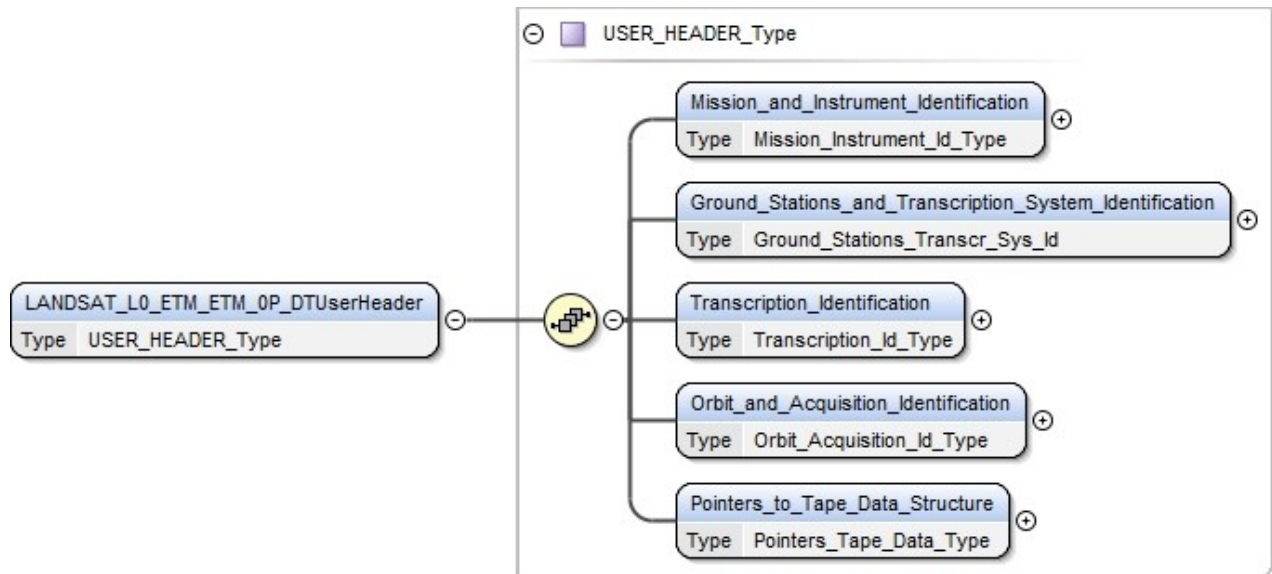 USER_HEADER_Type
Mission_and_Instrument_Identification
Type Mission_Instrument_Id_Type
Ground_Stations_and_Transcription_System_Identification
Type Ground_Stations_Transcr_Sys_Id
LANDSAT_L0_ETM_ETM_0P_DTUserHeader
Type USER_HEADER_Type
Transcription_Identification
Type Transcription_Id_Type
Orbit_and_Acquisition_Identification
Type Orbit_Acquisition_Id_Type
Pointers_to_Tape_Data_Structure
Type Pointers_Tape_Data_Type